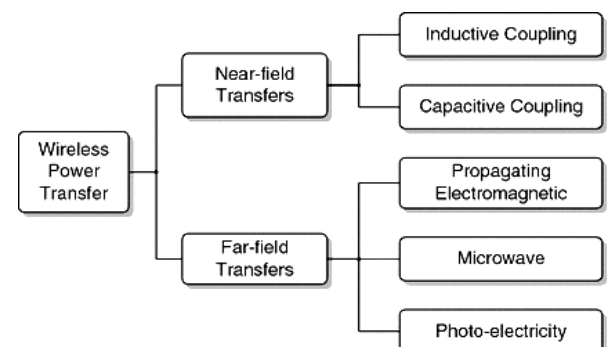 Inductive Coupling
Near-field
Transfers
Capacitive Coupling
Wireless
Power
Transfer
Propagating
Electromagnetic
Far-field
Transfers
Microwave
Photo-electricity